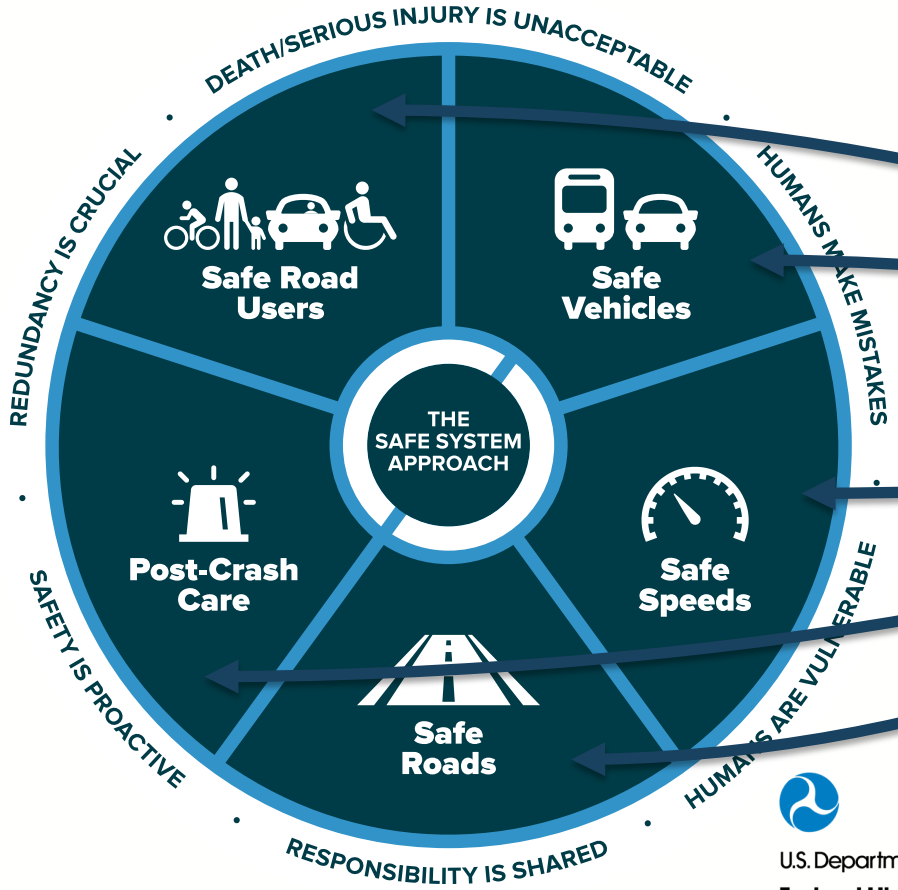 DEATH/SERIOUS INJURY IS UNACCEPTABLE
HUMANS MAKE MISTAKES
HUMANS ARE VULNERABLE
RESPONSIBILITY IS SHARED
SAFETY IS PROACTIVE
REDUNDANCY IS CRUCIAL
Safe Road
Users
Safe
Vehicles
THE
SAFE SYSTEM
APPROACH
Post-Crash
Care
Safe
Speeds
Safe
Roads
U.S. Departm